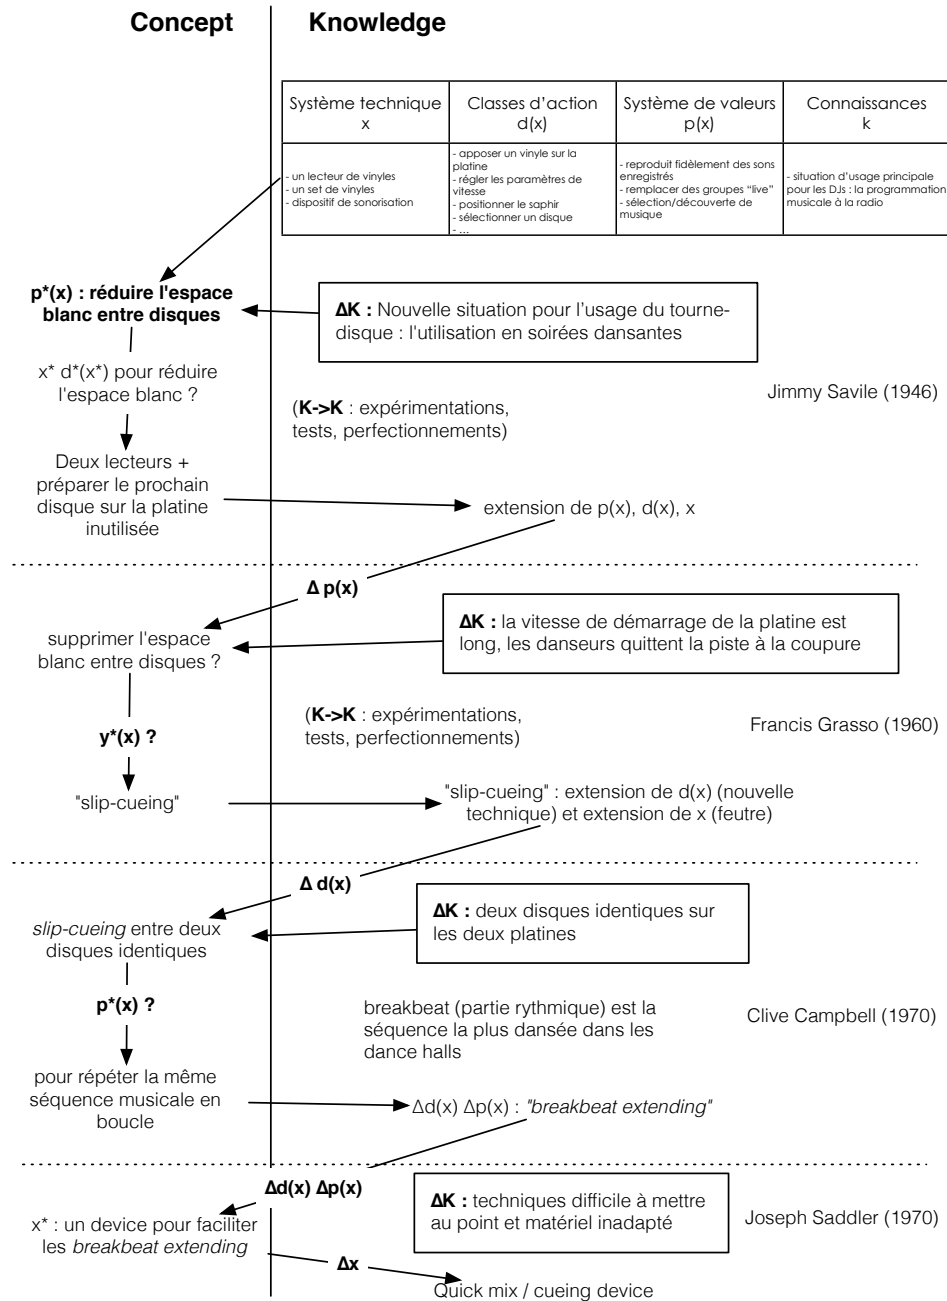 Concept
Knowledge
Système technique
x
Classes d'action
d(x)
Système de valeurs
p(x)
Connaissances
k
- un lecteur de vinyles
- un set de vinyles
- dispositif de sonorisation
- apposer un vinyle sur la
platine
- régler les paramètres de
vitesse
- positionner le saphir
- sélectionner un disque
- ...
- reproduit fidèlement des sons
enregistrés
- remplacer des groupes "live"
- sélection/découverte de
musique
- situation d'usage principale
pour les DJs : la programmation
musicale à la radio
p*(x) : réduire l'espace
blanc entre disques
ΔK : Nouvelle situation pour l'usage du tourne-
disque : l'utilisation en soirées dansantes
x* d*(x*) pour réduire
l'espace blanc ?
Jimmy Savile (1946)
(K->K : expérimentations,
tests, perfectionnements)
Deux lecteurs +
préparer le prochain
disque sur la platine
inutilisée
extension de p(x), d(x), x
Δ p(x)
supprimer l'espace
blanc entre disques ?
ΔK : la vitesse de démarrage de la platine est
long, les danseurs quittent la piste à la coupure
(K->K : expérimentations,
tests, perfectionnements)
Francis Grasso (1960)
y*(x) ?
"slip-cueing"
"slip-cueing" : extension de d(x) (nouvelle
technique) et extension de x (feutre)
Δ d(x)
slip-cueing entre deux
disques identiques
ΔK : deux disques identiques sur
les deux platines
p*(x) ?
breakbeat (partie rythmique) est la
séquence la plus dansée dans les
dance halls
Clive Campbell (1970)
pour répéter la même
séquence musicale en
boucle
Δd(x) Δp(x) : "breakbeat extending"
Δd(x) Δp(x)
ΔK : techniques difficile à mettre
au point et matériel inadapté
Joseph Saddler (1970)
x* : un device pour faciliter
les breakbeat extending
Δx
Quick mix / cueing device